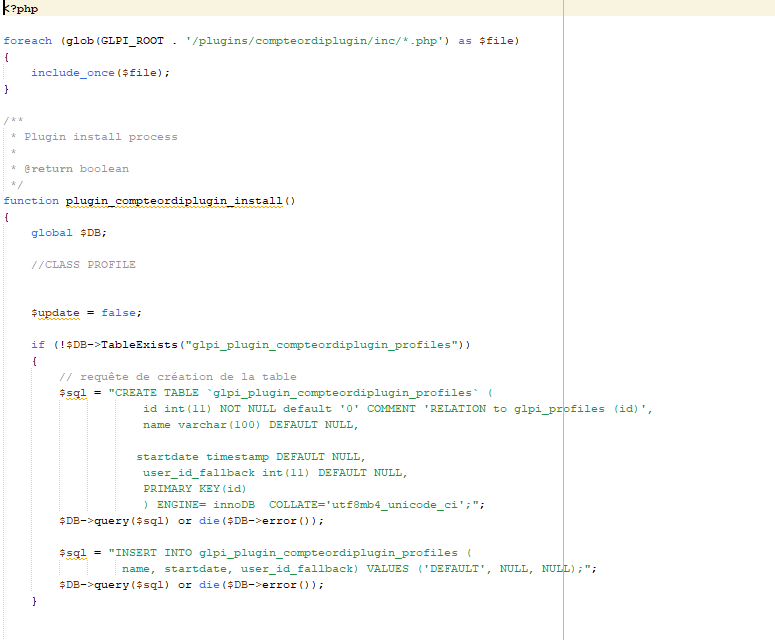 <?php
foreach (glob(GLPI_ROOT . '/plugins/compteordiplugin/inc/*.php') as $file)
{
include_once($file);
}
/**
* Plugin install process
*
* @return boolean
*/
function plugin_compteordiplugin_install()
{
global $DB;
//CLASS PROFILE
$update = false;
if (!$DB->TableExists("glpi_plugin_compteordiplugin_profiles"))
{
// requête de création de la table
$sql = "CREATE TABLE `glpi_plugin_compteordiplugin_profiles` (
id int(11) NOT NULL default '0' COMMENT 'RELATION to glpi_profiles (id)',
name varchar(100) DEFAULT NULL,
startdate timestamp DEFAULT NULL,
user_id_fallback int(11) DEFAULT NULL,
PRIMARY KEY(id)
) ENGINE= innoDB  COLLATE='utf8mb4_unicode_ci';";
$DB->query($sql) or die($DB->error());
$sql = "INSERT INTO glpi_plugin_compteordiplugin_profiles (
name, startdate, user_id_fallback) VALUES ('DEFAULT', NULL, NULL);";
$DB->query($sql) or die($DB->error());
}